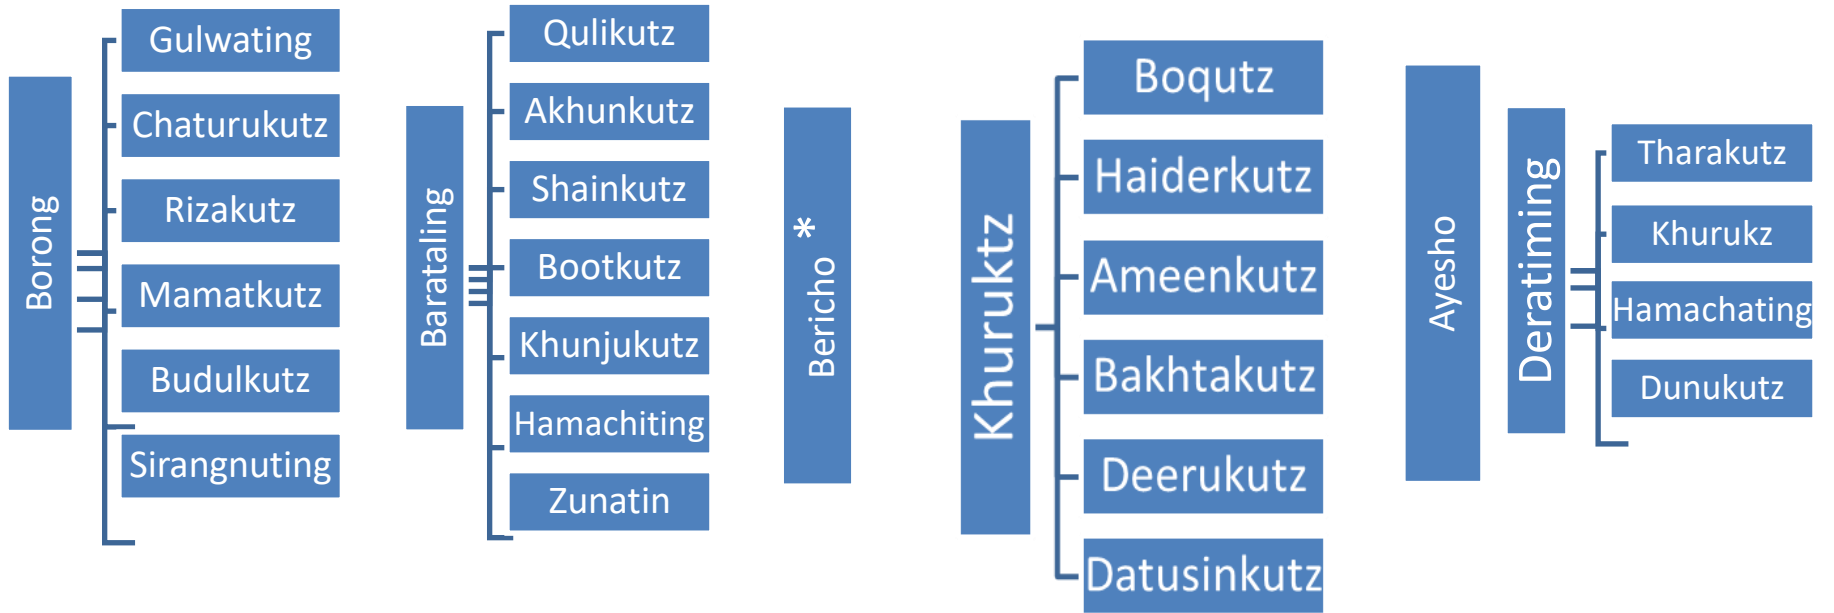 Borong
Gulwating
Chaturukutz
Rizakutz
Mamatkutz
Budulkutz
Sirangnuting
Barataling
Qulikutz
Akhunkutz
Shainkutz
Bootkutz
Khunjukutz
Hamachiting
Zunatin
Bericho *
Khuruktz
Boqutz
Haiderkutz
Ameenkutz
Bakhtakutz
Deerukutz
Datusinkutz
Ayesho
Deratiming
Tharakutz
Khurukz
Hamachating
Dunukutz